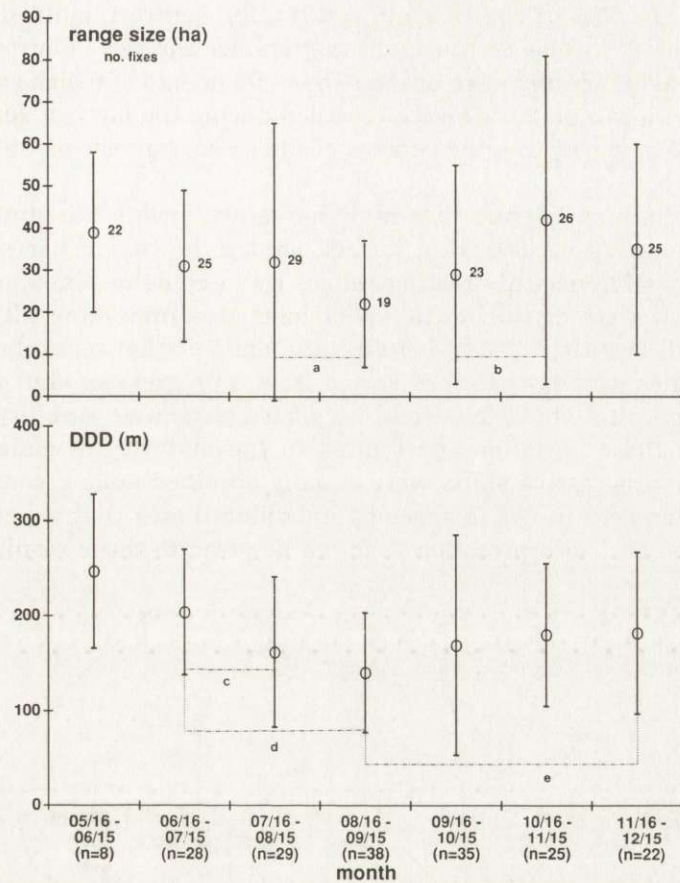 90
range size (ha)
no. fixes
80
70
60
50
40
30
20
10
0
22
25
29
19
23
26
25
a
b
400
DDD (m)
300
200
100
0
c
d
e
05/16 - 06/16 - 07/16 - 08/16 - 09/16 - 10/16 - 11/16 -
06/15 07/15 08/15 09/15 10/15 11/15 12/15
(n=8) (n=28) (n=29) (n=38) (n=35) (n=25) (n=22)
month